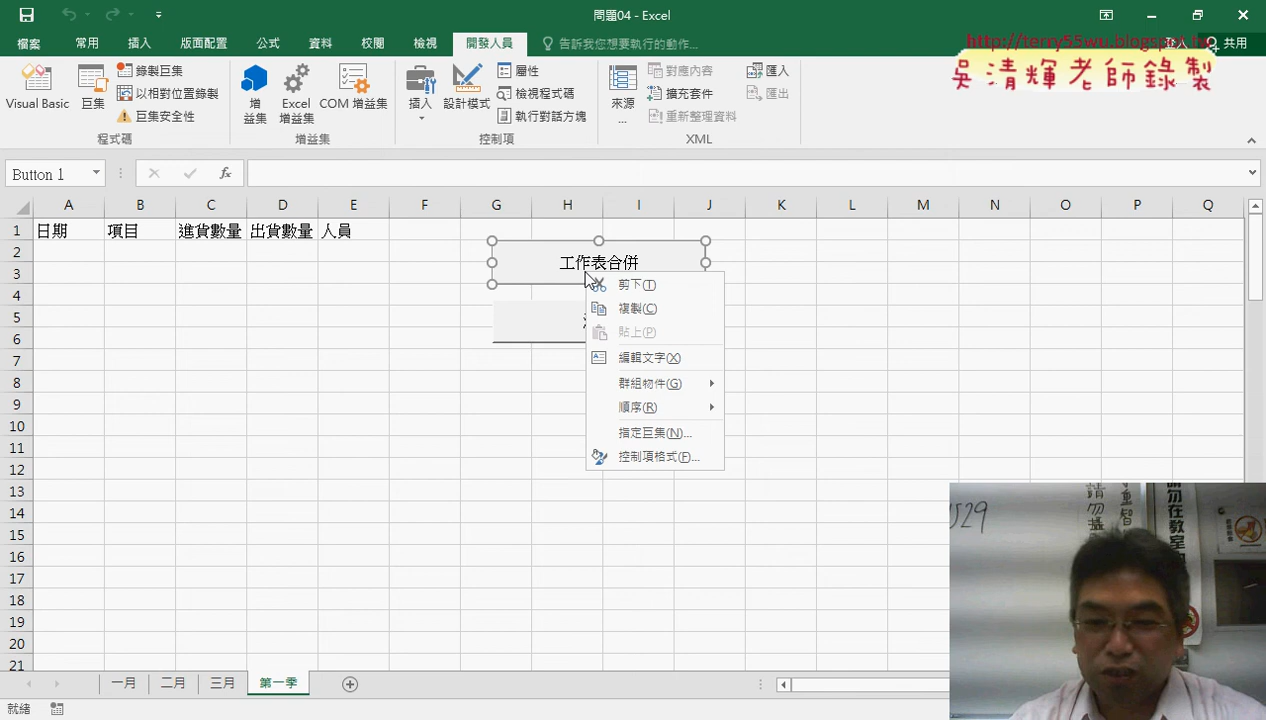 問題04 - Excel
檔案 常用 插入 版面配置 公式 資料 校閱 檢視 開發人員 告訴我您想要執行的動作... 共用
http://terry55wu.blogspot.tw
吳清輝老師錄製
Visual Basic 巨集 錄製巨集 以相對位置錄製 巨集安全性
增益集 Excel 增益集 COM 增益集
插入 設計模式 屬性 檢視程式碼 執行對話方塊
來源... 對應內容 擴充套件 重新整理資料 匯入 匯出
程式碼 增益集 控制項 XML
Button 1 fx
A B C D E F G H I J K L M N O P Q
1 日期 項目 進貨數量 出貨數量 人員
2
3
4
5
6
7
8
9
10
11
12
13
14
15
16
17
18
19
20
21
工作表合併
剪下(T)
複製(C)
貼上(P)
編輯文字(X)
群組物件(G)
順序(R)
指定巨集(N)...
控制項格式(F)...
一月 二月 三月 第一季
就緒
529
請勿
請勿在教室